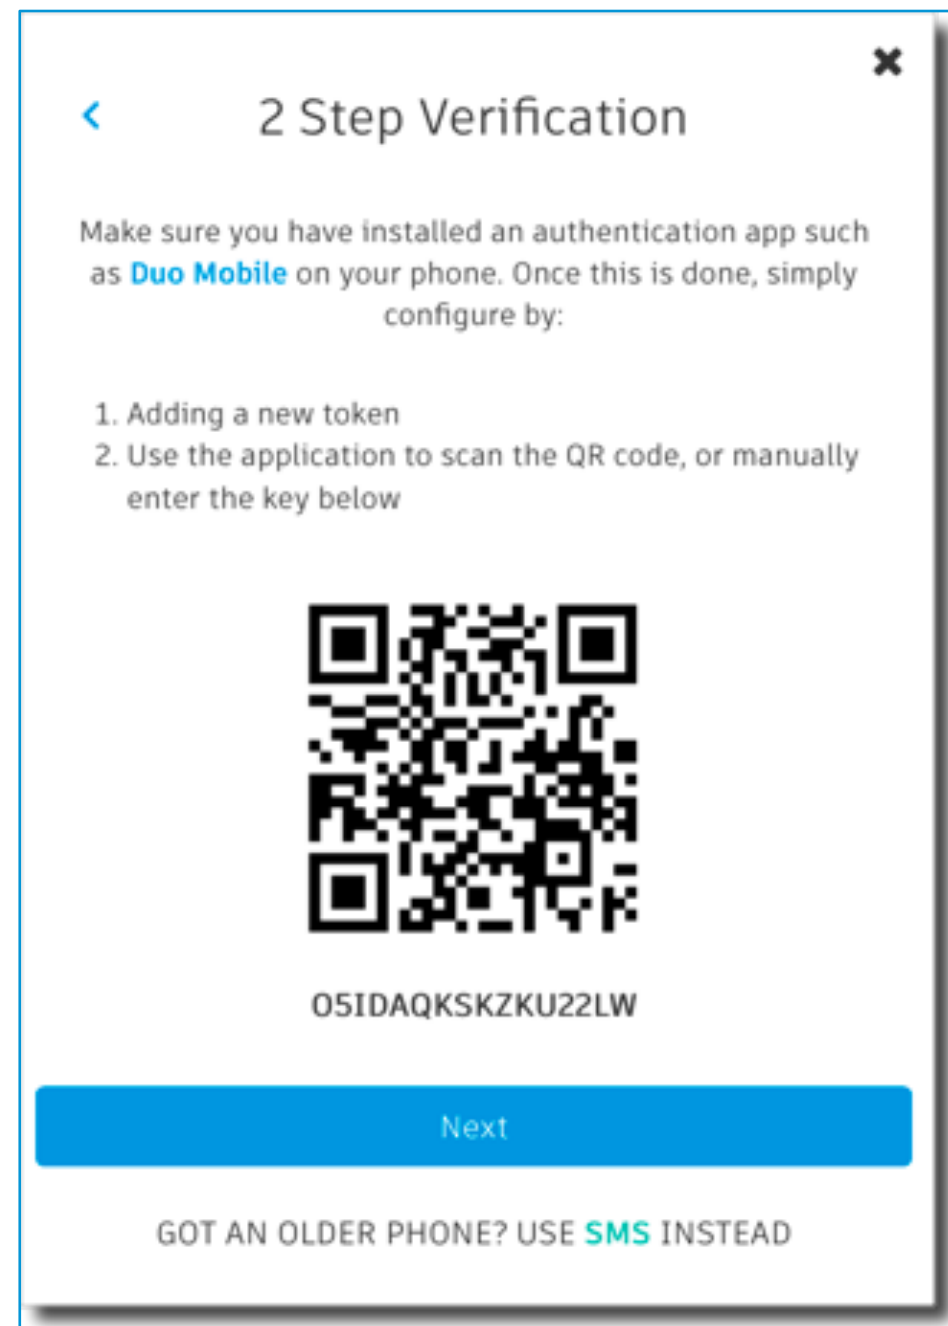 2 Step Verification
Make sure you have installed an authentication app such
as Duo Mobile on your phone. Once this is done, simply
configure by:
1. Adding a new token
2. Use the application to scan the QR code, or manually
enter the key below
O5IDAQKSKZKU22LW
Next
GOT AN OLDER PHONE? USE SMS INSTEAD